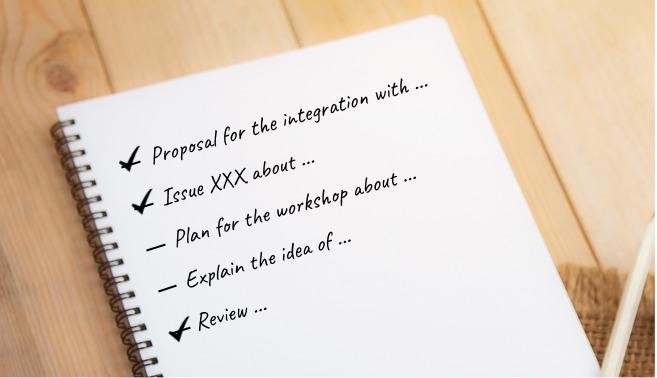 ✔ Proposal for the integration with ...
✔ Issue XXX about ...
— Plan for the workshop about ...
— Explain the idea of ...
✔ Review ...